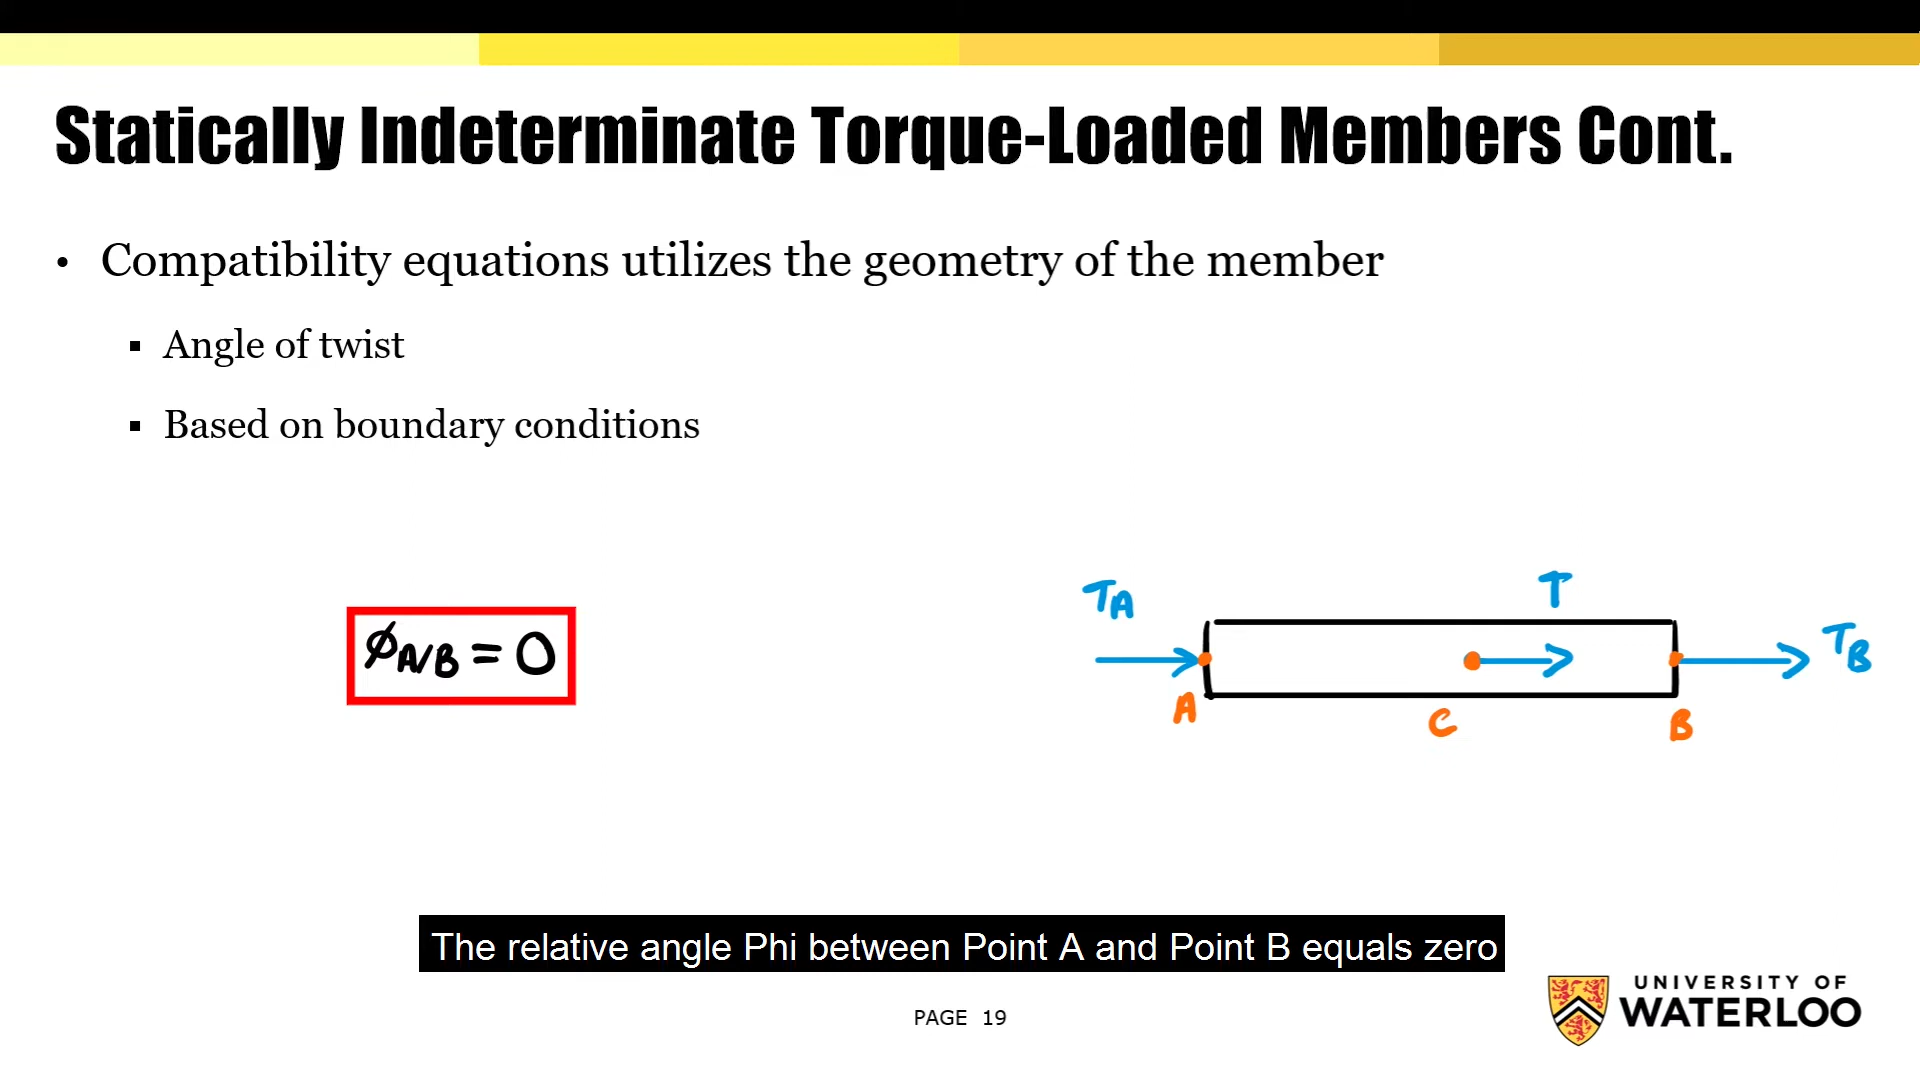 Statically Indeterminate Torque-Loaded Members Cont.
• Compatibility equations utilizes the geometry of the member
▪ Angle of twist
▪ Based on boundary conditions
ϕA/B = 0
TA
T
TB
A
C
B
The relative angle Phi between Point A and Point B equals zero
PAGE 19
UNIVERSITY OF
WATERLOO